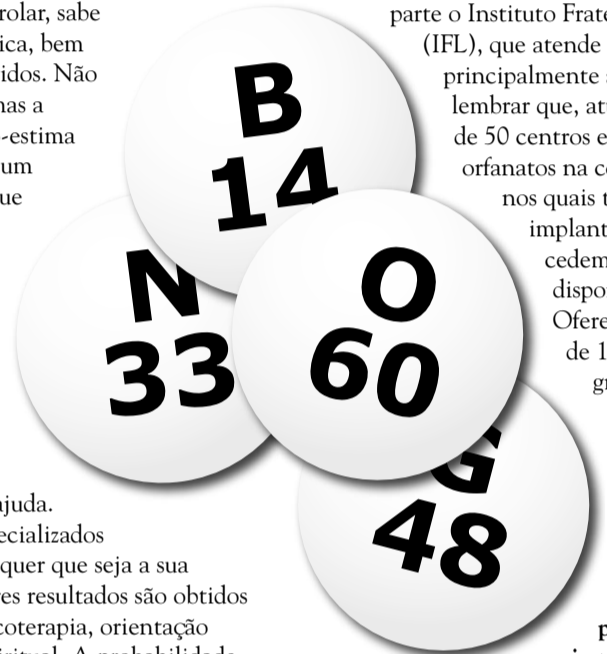 rolar, sabe
ica, bem
idos. Não
nas a
-estima
um
ue
B
14
N
33
O
60
G
48
juda.
ecializados
quer que seja a sua
es resultados são obtidos
coterapia, orientação
parte o Instituto Frate
(IFL), que atende
principalmente
lembrar que, at
de 50 centros e
orfanatos na c
nos quais t
implant
cedem
dispo
Ofere
de 1
g
p